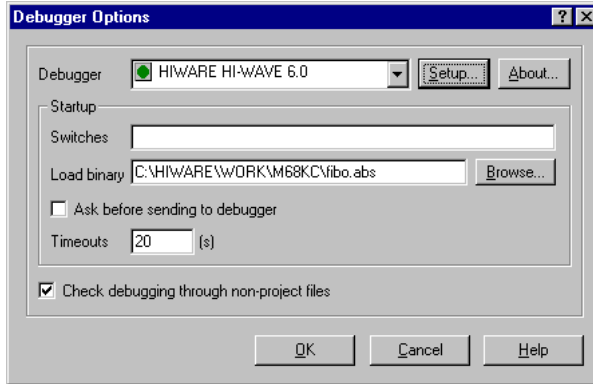 Debugger Options
Debugger HIWARE HI-WAVE 6.0 Setup... About...
Startup
Switches
Load binary C:\HIWARE\WORK\M68KC\fibo.abs Browse...
Ask before sending to debugger
Timeouts 20 (s)
Check debugging through non-project files
OK Cancel Help